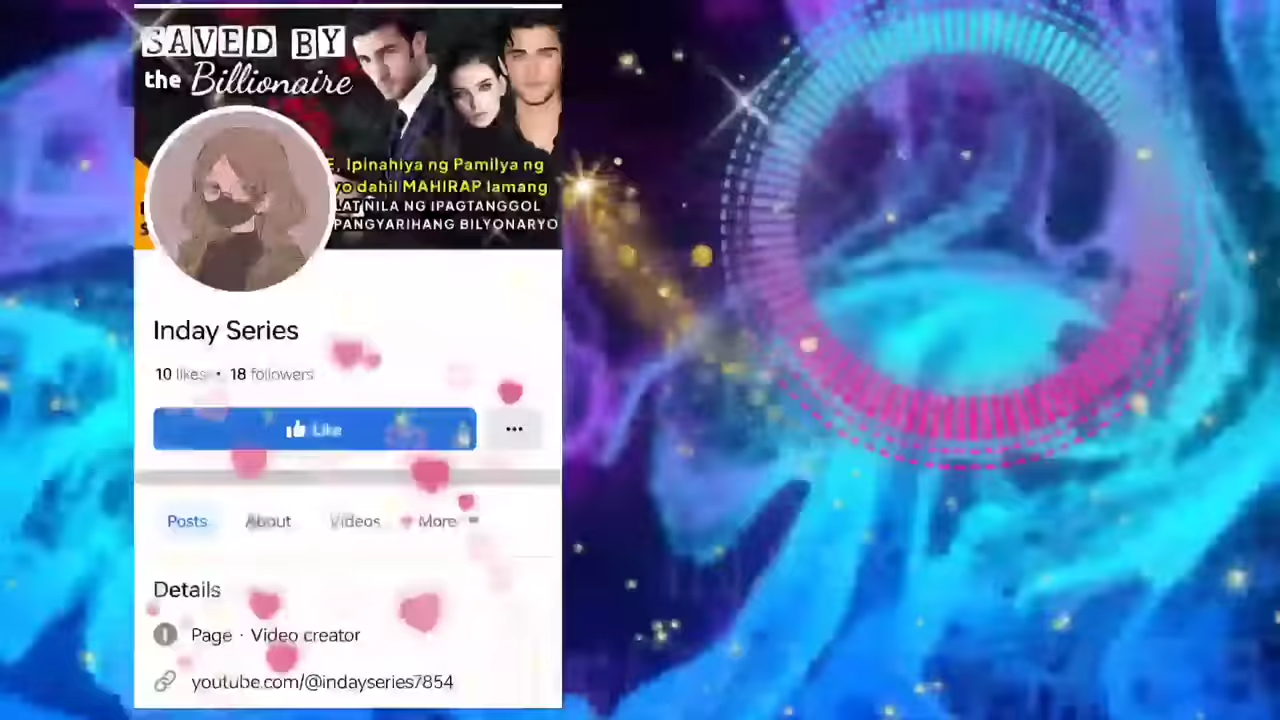 SAVED BY
the Billionaire
E, Ipinahiya ng Pamilya ng
yo dahil MAHIRAP lamang
LAT NILA NG IPAGTANGGOL
PANGYARIHANG BILYONARYO
Inday Series
10 likes • 18 followers
Like
Posts About Videos More
Details
Page · Video creator
youtube.com/@indayseries7854